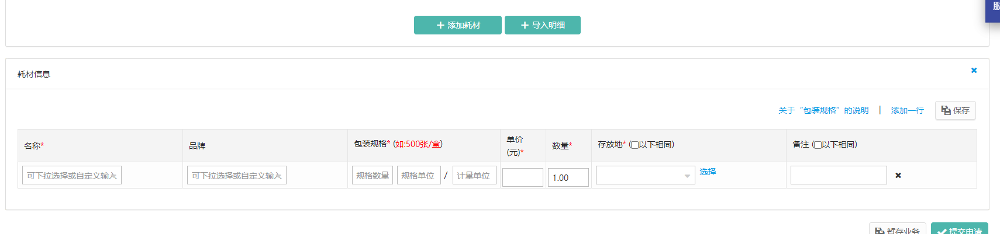 服
添加耗材 导入明细
耗材信息
关于“包装规格”的说明 | 添加一行 保存
名称* 品牌 包装规格* (如:500张/盒) 单价(元)* 数量* 存放地* (以下相同) 备注 (以下相同)
可下拉选择或自定义输入 可下拉选择或自定义输入 规格数量 规格单位 / 计量单位 1.00 选择
暂存业务 提交申请